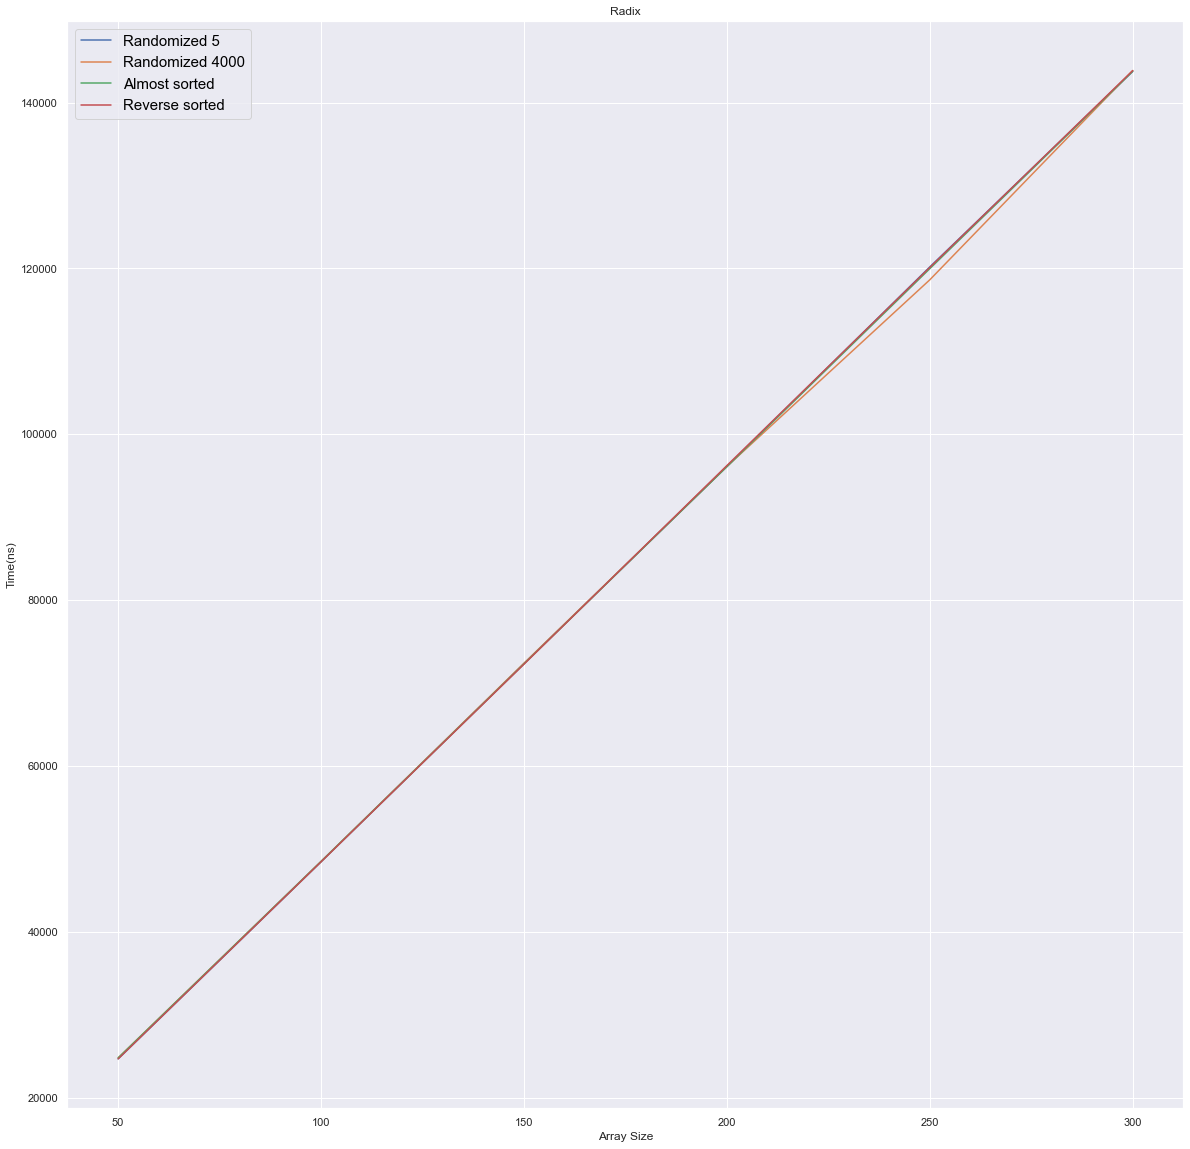 Radix
Randomized 5
Randomized 4000
Almost sorted
Reverse sorted
140000
120000
100000
80000
60000
40000
20000
Time(ns)
50 100 150 200 250 300
Array Size